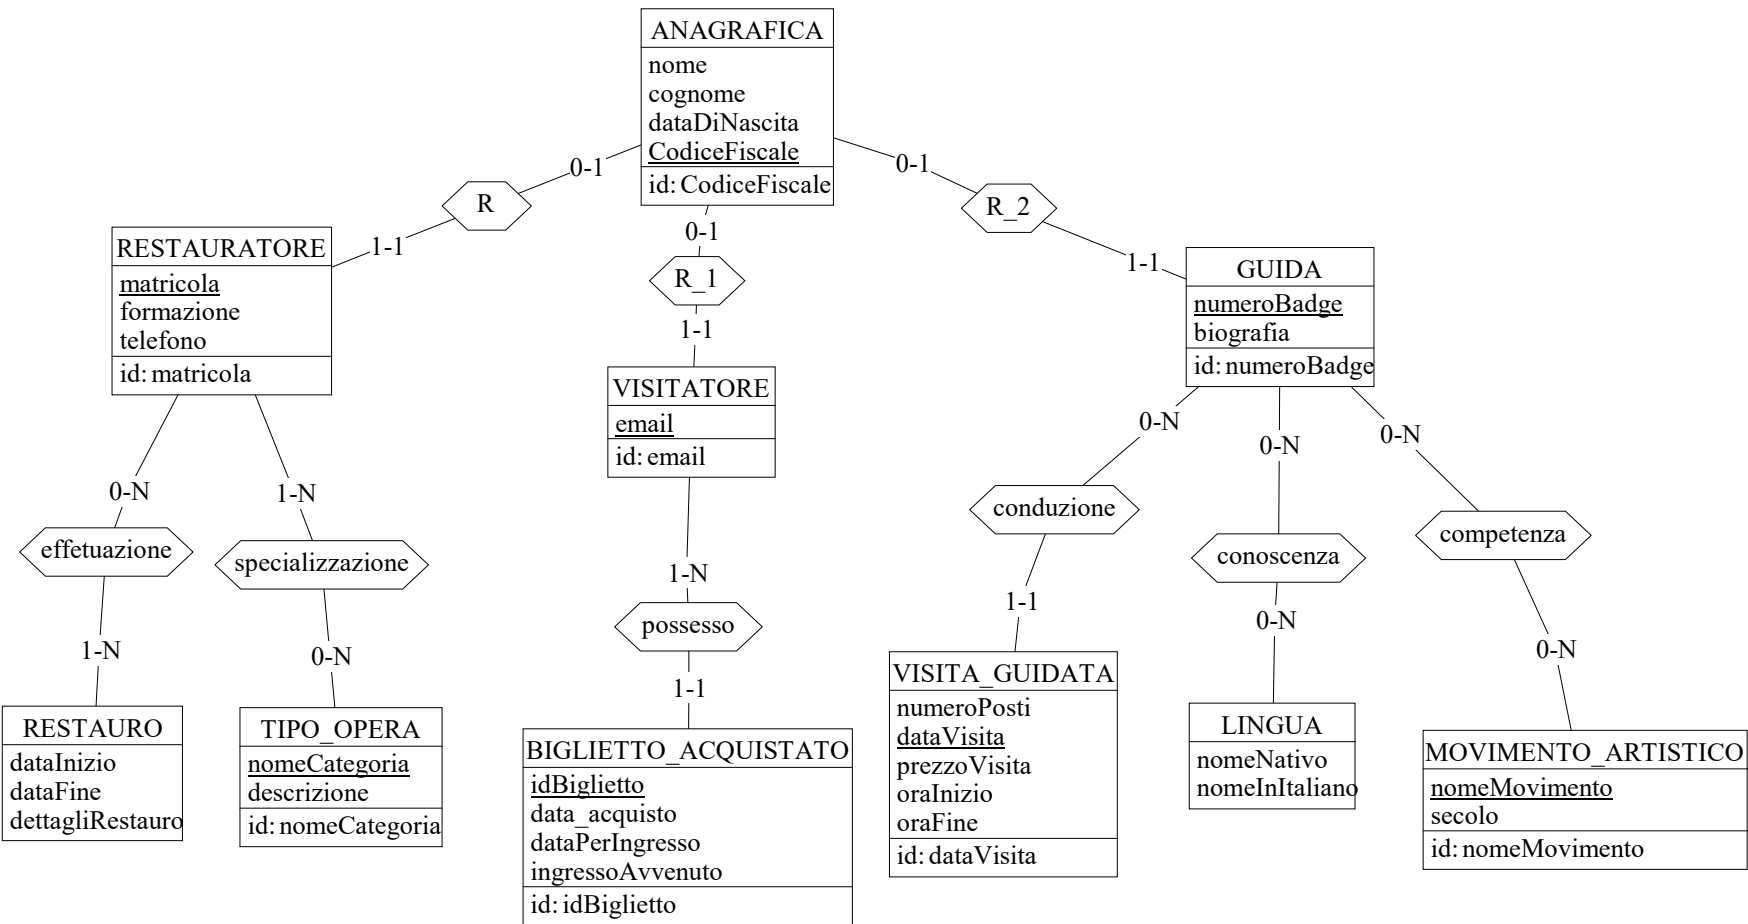 ANAGRAFICA
nome
cognome
dataDiNascita
CodiceFiscale
id: CodiceFiscale
0-1
0-1
R
R_2
0-1
1-1
1-1
RESTAURATORE
matricola
formazione
telefono
id: matricola
R_1
1-1
GUIDA
numeroBadge
biografia
id: numeroBadge
VISITATORE
email
id: email
0-N
0-N
0-N
0-N
1-N
conduzione
competenza
effetuazione
specializzazione
conoscenza
1-N
possesso
1-1
0-N
1-N
0-N
0-N
1-1
RESTAURO
dataInizio
dataFine
dettagliRestauro
TIPO_OPERA
nomeCategoria
descrizione
id: nomeCategoria
BIGLIETTO_ACQUISTATO
idBiglietto
data_acquisto
dataPerIngresso
ingressoAvvenuto
id: idBiglietto
VISITA_GUIDATA
numeroPosti
dataVisita
prezzoVisita
oraInizio
oraFine
id: dataVisita
LINGUA
nomeNativo
nomeInItaliano
MOVIMENTO_ARTISTICO
nomeMovimento
secolo
id: nomeMovimento